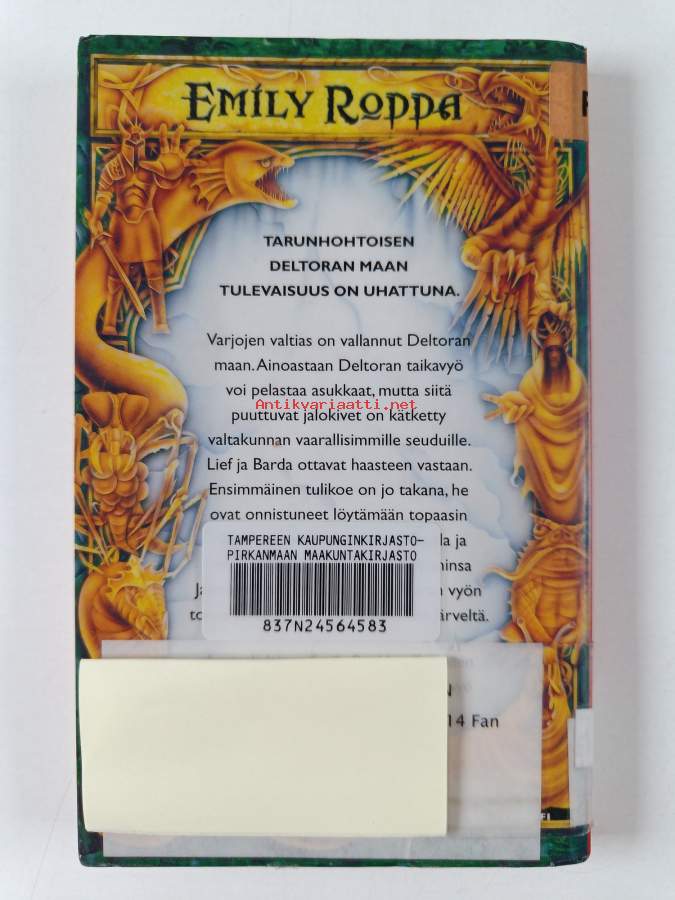 EMILY RODDA
TARUNHOHTOISEN
DELTORAN MAAN
TULEVAISUUS ON UHATTUNA.
Varjojen valtias on vallannut Deltoran
maan. Ainoastaan Deltoran taikavyö
voi pelastaa asukkaat, mutta siitä
Antikvariaatti.net
puuttuvat jalokivet on kätketty
valtakunnan vaarallisimmille seuduille.
Lief ja Barda ottavat haasteen vastaan.
Ensimmäinen tulikoe on jo takana, he
ovat onnistuneet löytämään topaasin
TAMPEREEN KAUPUNGINKIRJASTO-
PIRKANMAAN MAAKUNTAKIRJASTO
ja
vyön
837N24564583
14 Fan